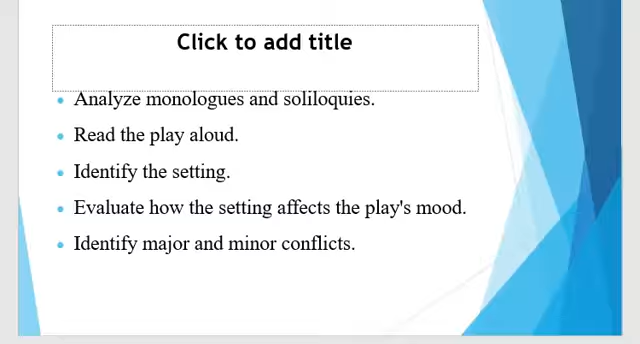 Click to add title
Analyze monologues and soliloquies.
Read the play aloud.
Identify the setting.
Evaluate how the setting affects the play's mood.
Identify major and minor conflicts.